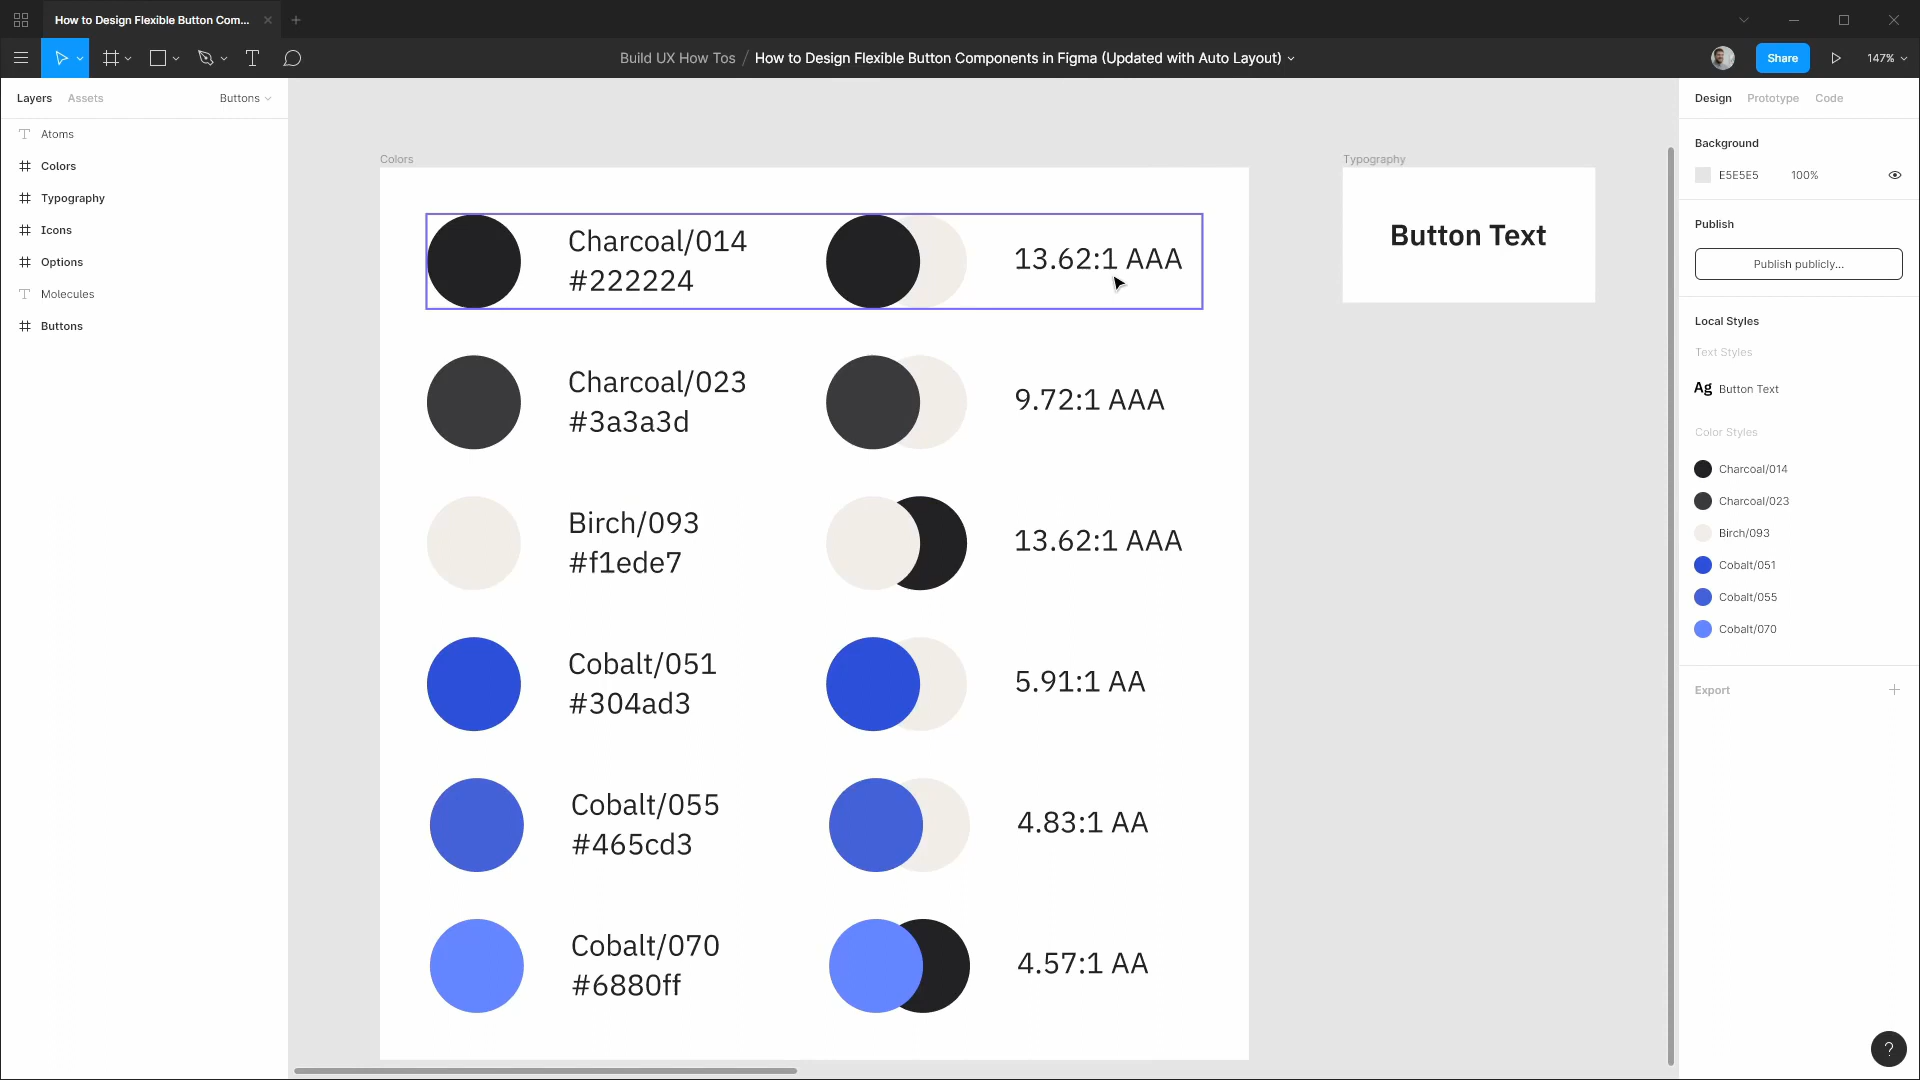 How to Design Flexible Button Com...
Build UX How Tos / How to Design Flexible Button Components in Figma (Updated with Auto Layout)
Share
147%
Layers
Assets
Buttons
Atoms
Colors
Typography
Icons
Options
Molecules
Buttons
Colors
Charcoal/014
#222224
13.62:1 AAA
Charcoal/023
#3a3a3d
9.72:1 AAA
Birch/093
#f1ede7
13.62:1 AAA
Cobalt/051
#304ad3
5.91:1 AA
Cobalt/055
#465cd3
4.83:1 AA
Cobalt/070
#6880ff
4.57:1 AA
Typography
Button Text
Design
Prototype
Code
Background
E5E5E5
100%
Publish
Publish publicly...
Local Styles
Text Styles
Ag Button Text
Color Styles
Charcoal/014
Charcoal/023
Birch/093
Cobalt/051
Cobalt/055
Cobalt/070
Export
?